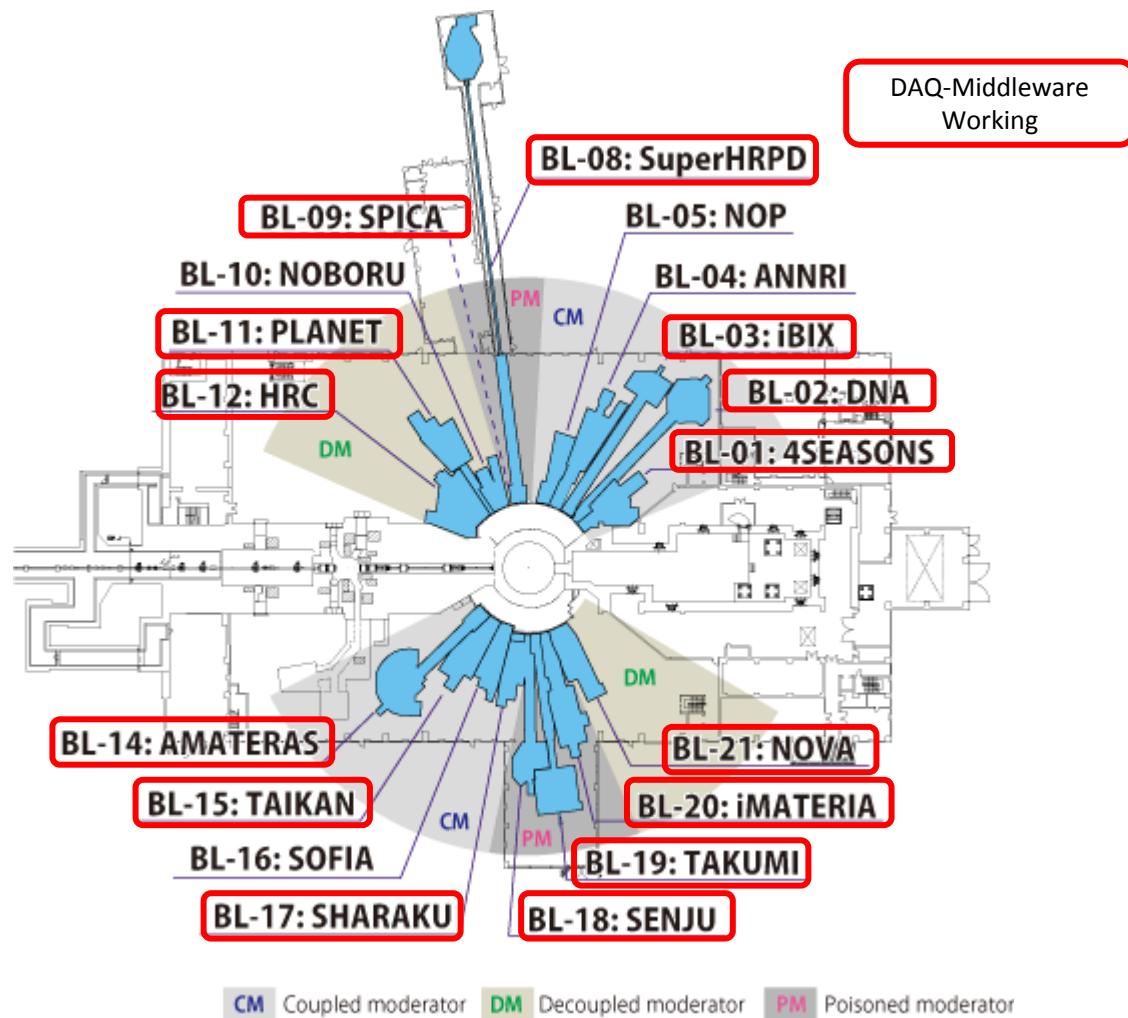 DAQ-Middleware
Working
BL-08: SuperHRPD
BL-09: SPICA
BL-05: NOP
BL-10: NOBORU
BL-04: ANNRI
PM
CM
BL-11: PLANET
BL-03: iBIX
BL-12: HRC
BL-02: DNA
DM
BL-01: 4SEASONS
DM
BL-14: AMATERAS
BL-21: NOVA
BL-15: TAIKAN
BL-20: iMATERIA
CM
PM
BL-16: SOFIA
BL-19: TAKUMI
BL-17: SHARAKU
BL-18: SENJU
CM Coupled moderator DM Decoupled moderator PM Poisoned moderator